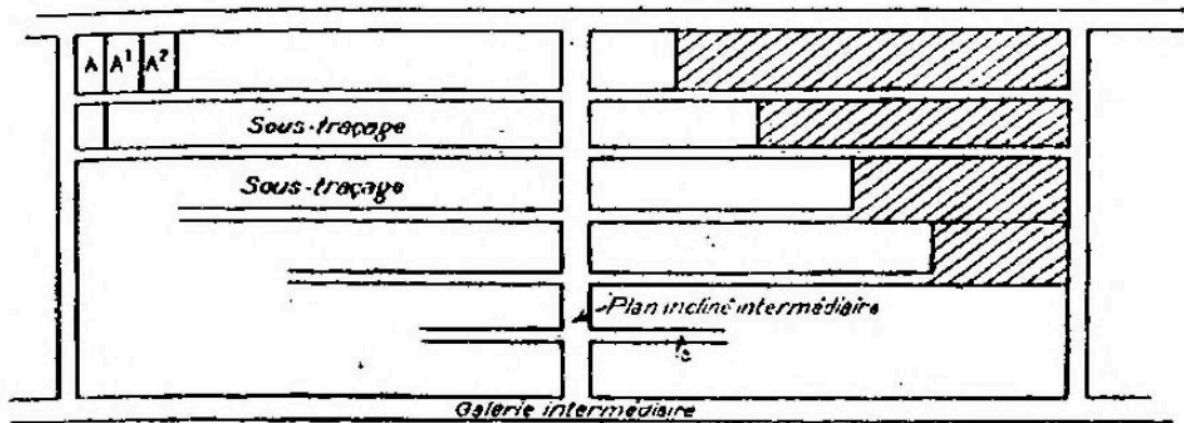 A A¹ A²
Sous-traçage
Sous-traçage
Plan incliné intermédiaire
Galerie intermédiaire